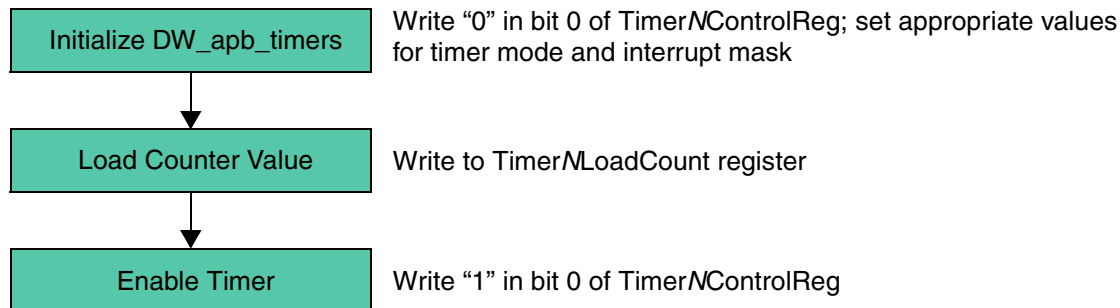 Initialize DW_apb_timers
Write “0” in bit 0 of TimerNControlReg; set appropriate values
for timer mode and interrupt mask
Load Counter Value
Write to TimerNLoadCount register
Enable Timer
Write “1” in bit 0 of TimerNControlReg